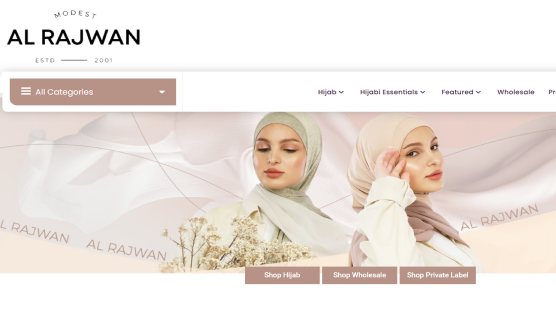 MODEST
AL RAJWAN
ESTD 2001
All Categories
Hijab Hijabi Essentials Featured Wholesale Pr
L RAJWAN AL RAJWAN AL RAJWAN
Shop Hijab Shop Wholesale Shop Private Label